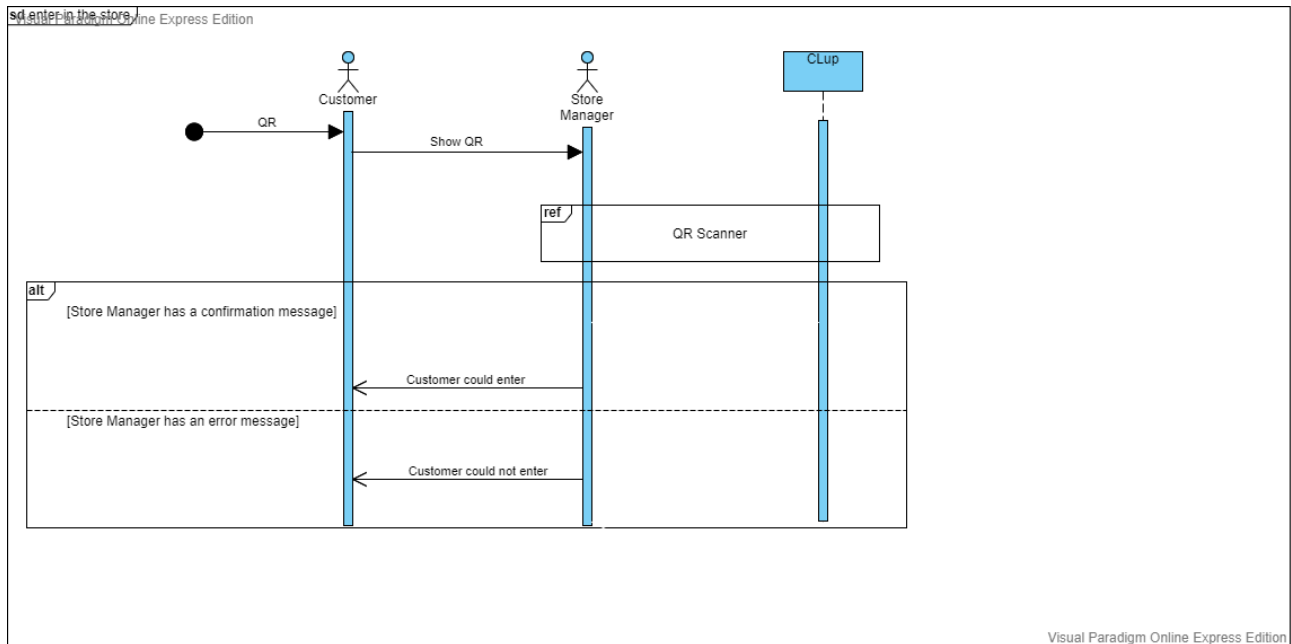 sd enter in the store
Visual Paradigm Online Express Edition
Customer
Store
Manager
CLup
QR
Show QR
ref
QR Scanner
alt
[Store Manager has a confirmation message]
Customer could enter
[Store Manager has an error message]
Customer could not enter
Visual Paradigm Online Express Edition